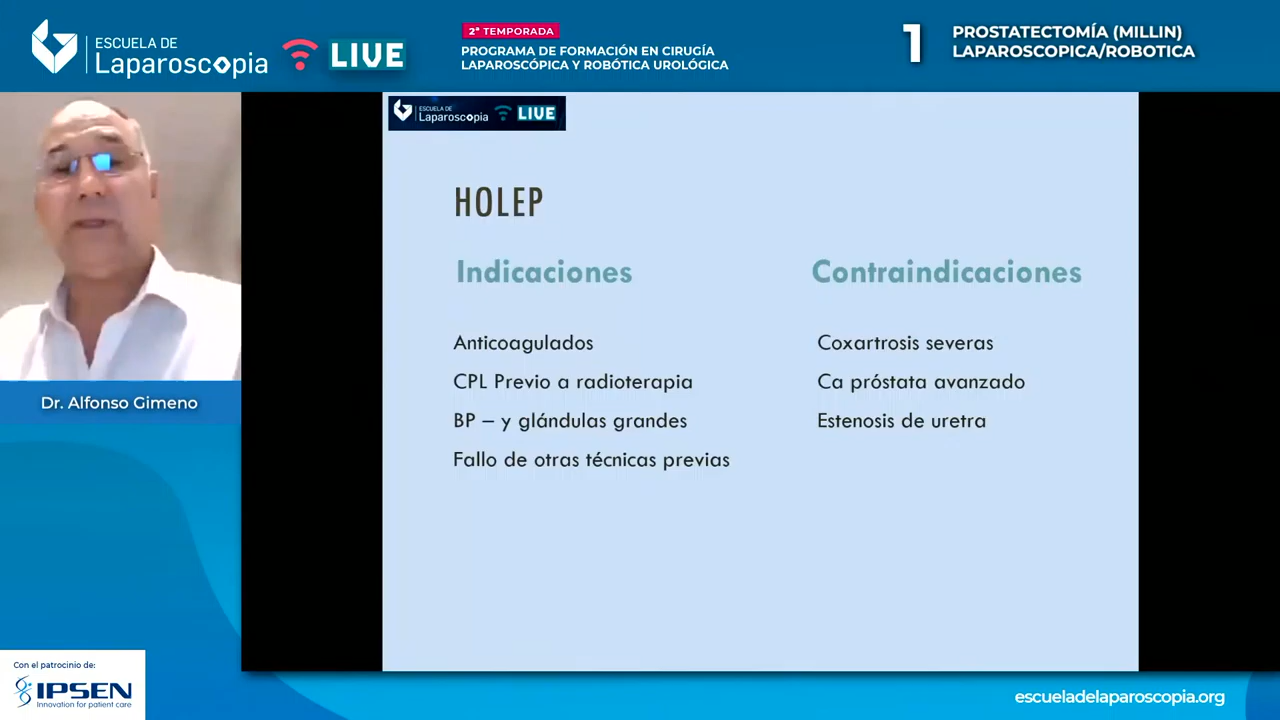 ESCUELA DE
Laparoscopia
LIVE
2ª TEMPORADA
PROGRAMA DE FORMACIÓN EN CIRUGÍA
LAPAROSCÓPICA Y ROBÓTICA UROLÓGICA
1
PROSTATECTOMÍA (MILLIN)
LAPAROSCOPICA/ROBOTICA
ESCUELA DE
Laparoscopia
LIVE
HOLEP
Indicaciones
Anticoagulados
CPL Previo a radioterapia
BP – y glándulas grandes
Fallo de otras técnicas previas
Contraindicaciones
Coxartrosis severas
Ca próstata avanzado
Estenosis de uretra
Dr. Alfonso Gimeno
Con el patrocinio de:
IPSEN
Innovation for patient care
escueladelaparoscopia.org